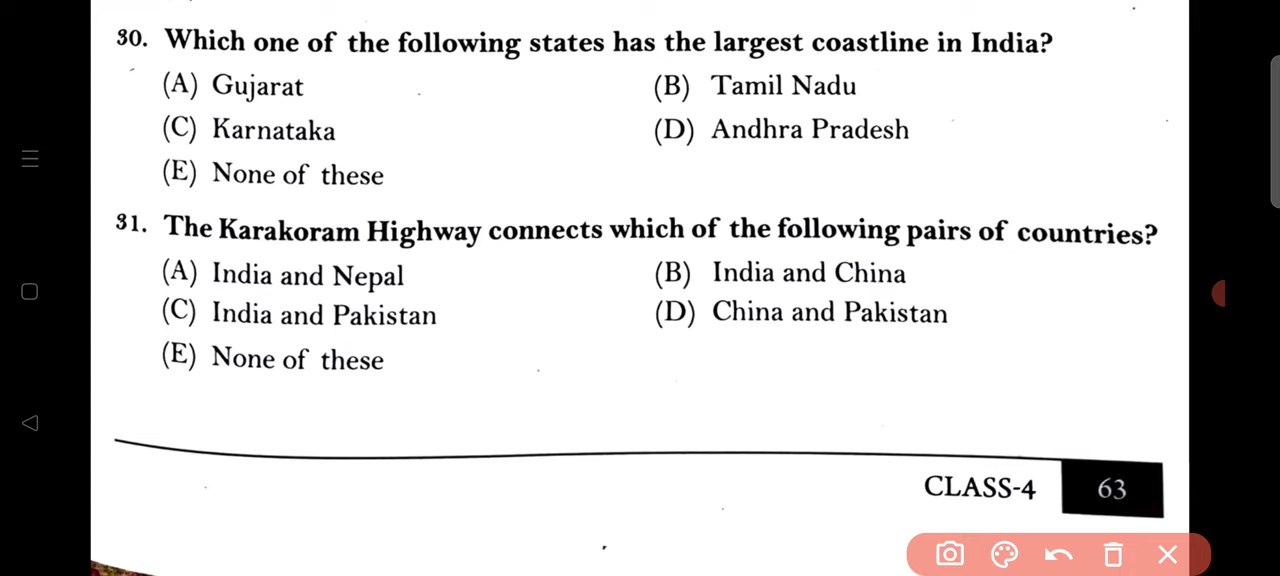 30. Which one of the following states has the largest coastline in India?
(A) Gujarat (B) Tamil Nadu
(C) Karnataka (D) Andhra Pradesh
(E) None of these
31. The Karakoram Highway connects which of the following pairs of countries?
(A) India and Nepal (B) India and China
(C) India and Pakistan (D) China and Pakistan
(E) None of these
CLASS-4 63